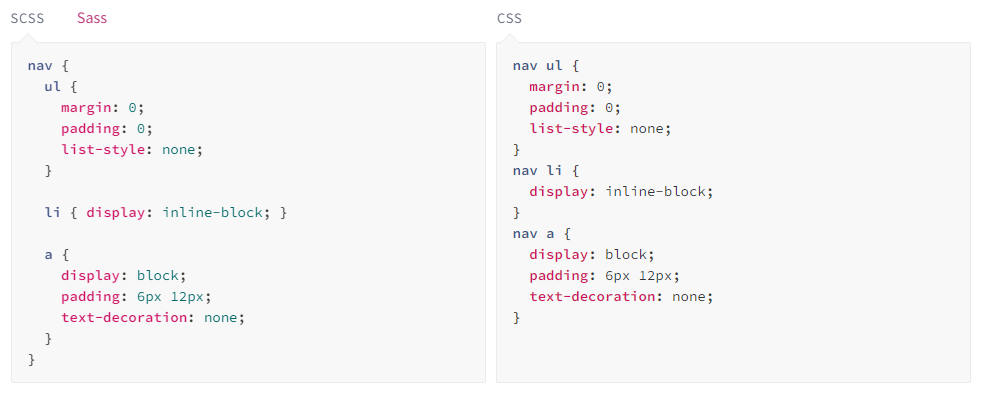 SCSS Sass
nav {
  ul {
    margin: 0;
    padding: 0;
    list-style: none;
  }

  li { display: inline-block; }

  a {
    display: block;
    padding: 6px 12px;
    text-decoration: none;
  }
}
CSS
nav ul {
  margin: 0;
  padding: 0;
  list-style: none;
}
nav li {
  display: inline-block;
}
nav a {
  display: block;
  padding: 6px 12px;
  text-decoration: none;
}